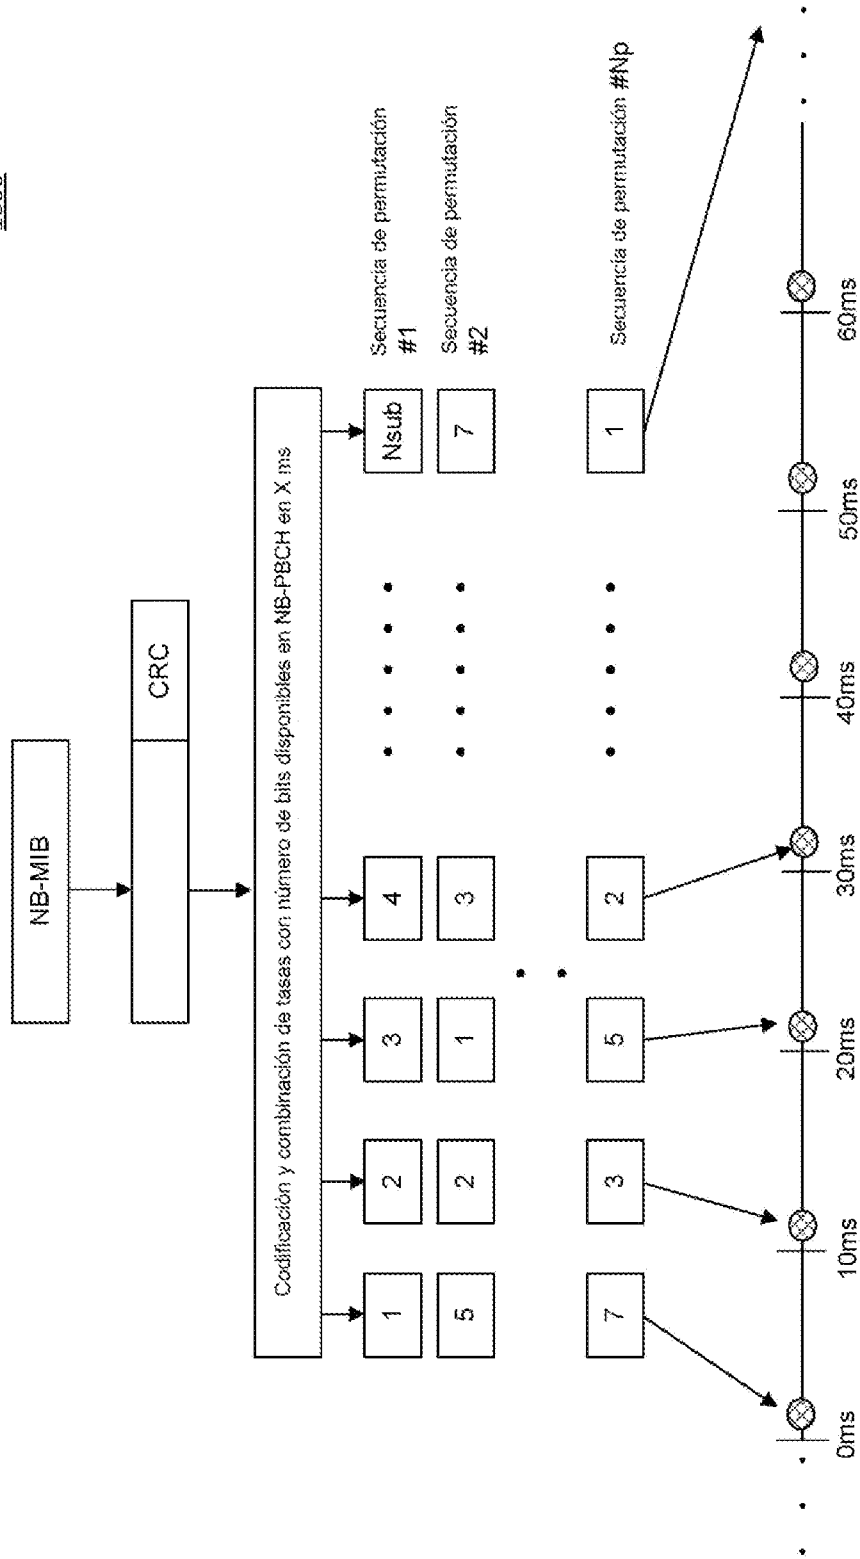 NB-MIB
CRC
Codificación y combinación de tasas con número de bits disponibles en NB-PBCH en X ms
1 2 3 4 Nsub
Secuencia de permutación
#1
5 2 1 3 7
Secuencia de permutación
#2
7 3 5 2 1
Secuencia de permutación #Np
0ms 10ms 20ms 30ms 40ms 50ms 60ms